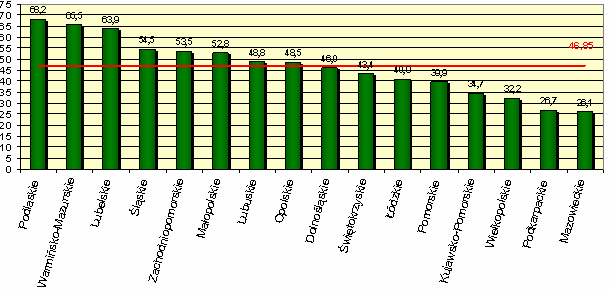 75
70
65
60
55
50
45
40
35
30
25
20
15
10
5
0
68,2
65,5
63,9
54,5
53,5
52,8
48,8
48,5
46,0
43,4
39,9
34,7
32,2
26,7
26,1
46,85
Podlaskie
Warmińsko-Mazurskie
Lubelskie
Śląskie
Zachodniopomorskie
Małopolskie
Lubuskie
Opolskie
Dolnośląskie
Świętokrzyskie
Łódzkie
Pomorskie
Kujawsko-Pomorskie
Wielkopolskie
Podkarpackie
Mazowieckie